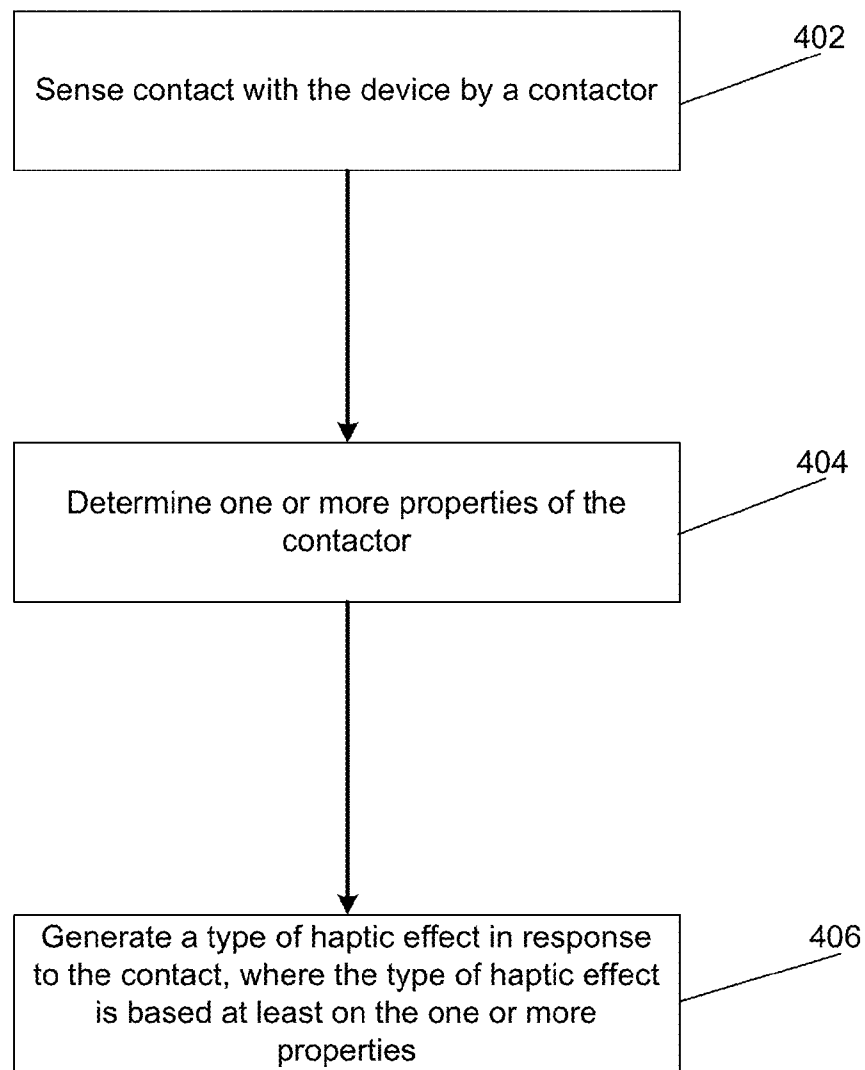 402
Sense contact with the device by a contactor
404
Determine one or more properties of the
contactor
406
Generate a type of haptic effect in response
to the contact, where the type of haptic effect
is based at least on the one or more
properties